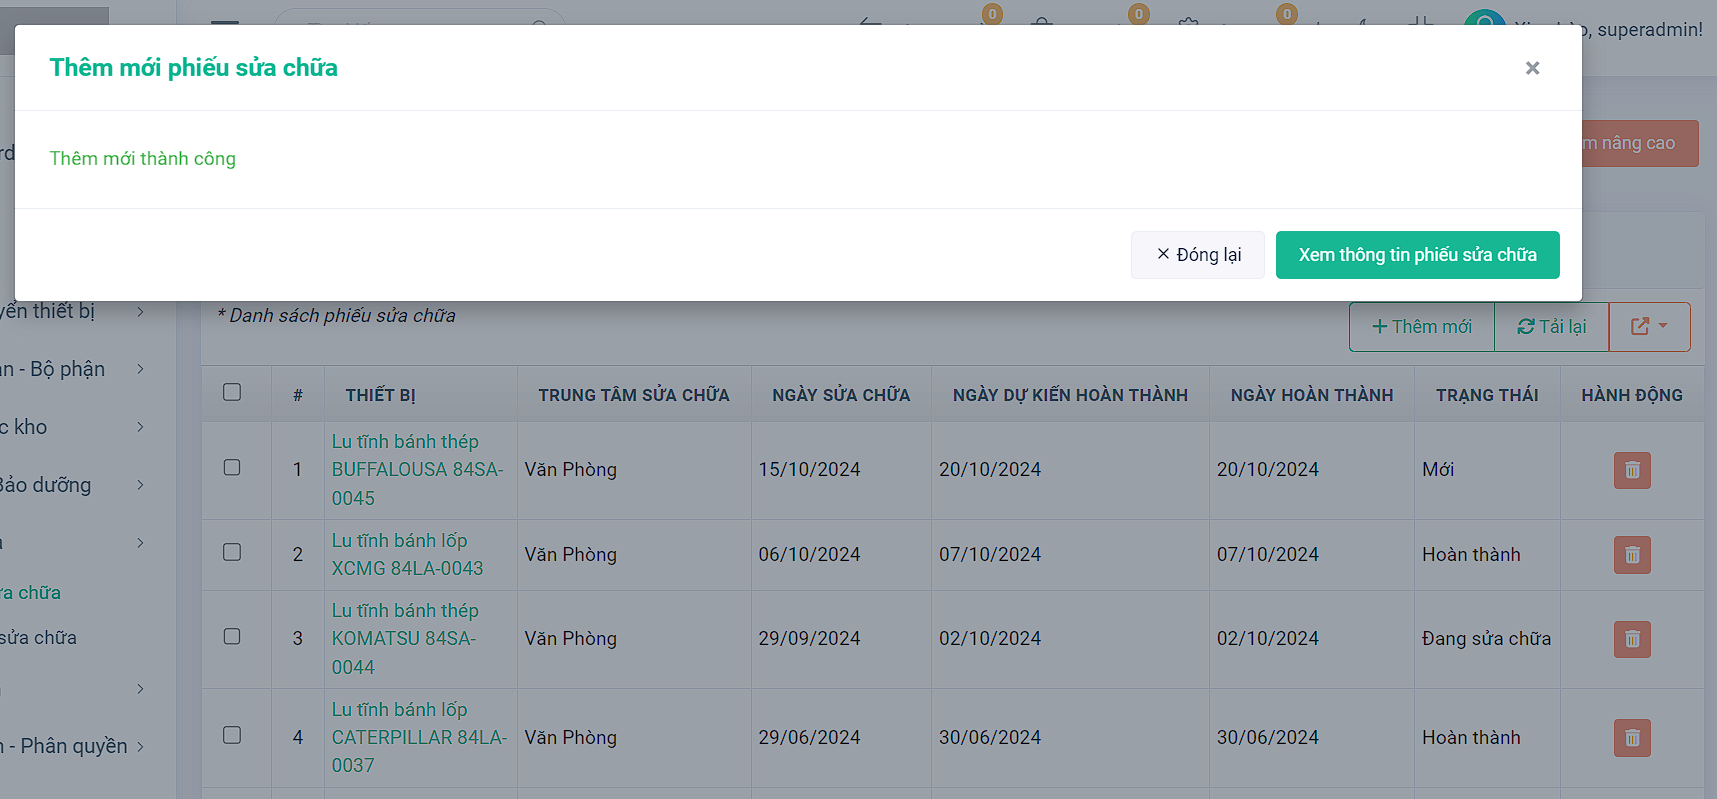 0
0
0
superadmin!
Thêm mới phiếu sửa chữa
×
Thêm mới thành công
nâng cao
× Đóng lại
Xem thông tin phiếu sửa chữa
thiết bị
- Bộ phận
kho
Bảo dưỡng
chữa
sửa chữa
- Phân quyền
* Danh sách phiếu sửa chữa
+ Thêm mới
Tải lại
# THIẾT BỊ TRUNG TÂM SỬA CHỮA NGÀY SỬA CHỮA NGÀY DỰ KIẾN HOÀN THÀNH NGÀY HOÀN THÀNH TRẠNG THÁI HÀNH ĐỘNG
Lu tĩnh bánh thép
1 BUFFALOUSA 84SA- Văn Phòng 15/10/2024 20/10/2024 20/10/2024 Mới
0045
Lu tĩnh bánh lốp
2 XCMG 84LA-0043 Văn Phòng 06/10/2024 07/10/2024 07/10/2024 Hoàn thành
Lu tĩnh bánh thép
3 KOMATSU 84SA- Văn Phòng 29/09/2024 02/10/2024 02/10/2024 Đang sửa chữa
0044
Lu tĩnh bánh lốp
4 CATERPILLAR 84LA- Văn Phòng 29/06/2024 30/06/2024 30/06/2024 Hoàn thành
0037